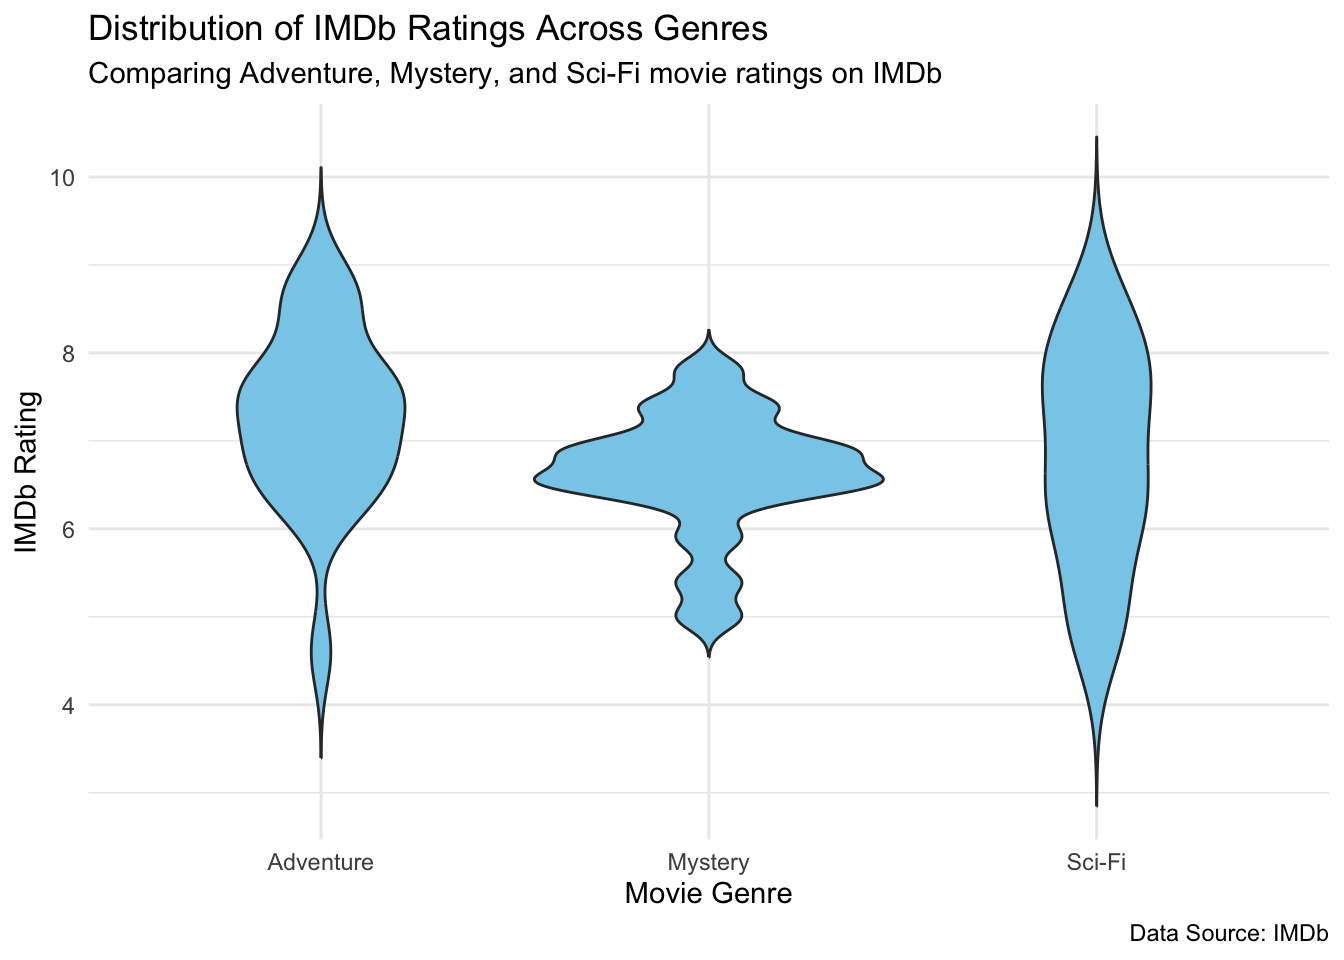 Distribution of IMDb Ratings Across Genres
Comparing Adventure, Mystery, and Sci-Fi movie ratings on IMDb
IMDb Rating
10
8
6
4
Adventure Mystery Sci-Fi
Movie Genre
Data Source: IMDb